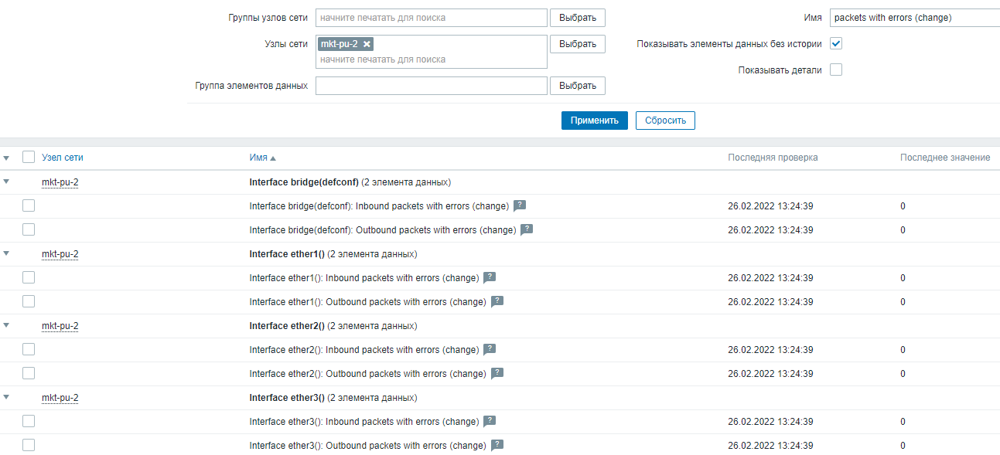 Группы узлов сети начните печатать для поиска Выбрать Имя packets with errors (change)
Узлы сети mkt-pu-2 Выбрать Показывать элементы данных без истории
начните печатать для поиска
Показывать детали
Группа элементов данных Выбрать
Применить Сбросить
Узел сети Имя Последняя проверка Последнее значение
mkt-pu-2 Interface bridge(defconf) (2 элемента данных)
Interface bridge(defconf): Inbound packets with errors (change) ? 26.02.2022 13:24:39 0
Interface bridge(defconf): Outbound packets with errors (change) ? 26.02.2022 13:24:39 0
mkt-pu-2 Interface ether1() (2 элемента данных)
Interface ether1(): Inbound packets with errors (change) ? 26.02.2022 13:24:39 0
Interface ether1(): Outbound packets with errors (change) ? 26.02.2022 13:24:39 0
mkt-pu-2 Interface ether2() (2 элемента данных)
Interface ether2(): Inbound packets with errors (change) ? 26.02.2022 13:24:39 0
Interface ether2(): Outbound packets with errors (change) ? 26.02.2022 13:24:39 0
mkt-pu-2 Interface ether3() (2 элемента данных)
Interface ether3(): Inbound packets with errors (change) ? 26.02.2022 13:24:39 0
Interface ether3(): Outbound packets with errors (change) ? 26.02.2022 13:24:39 0